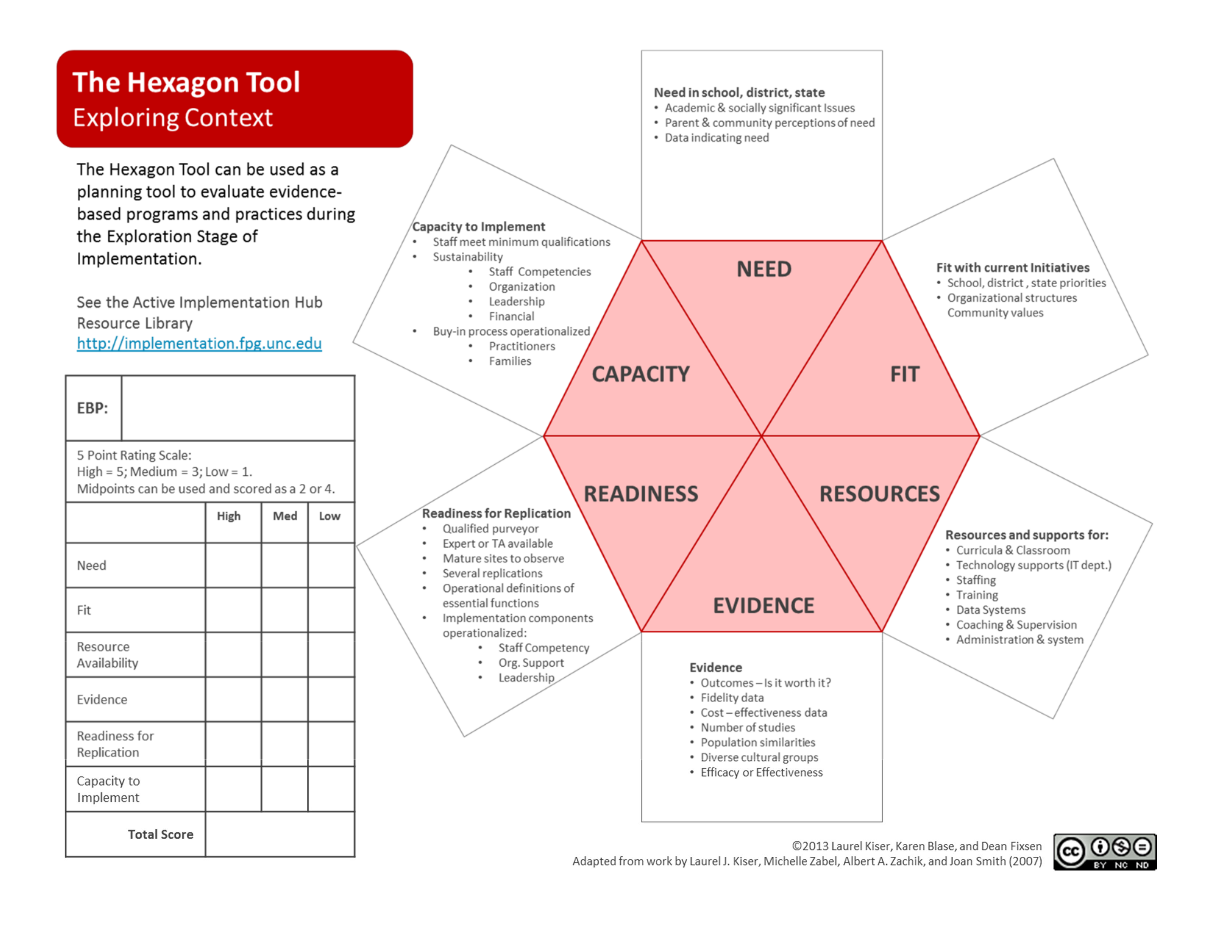 The Hexagon Tool
Exploring Context
The Hexagon Tool can be used as a
planning tool to evaluate evidence-
based programs and practices during
the Exploration Stage of
Implementation.
See the Active Implementation Hub
Resource Library
http://implementation.fpg.unc.edu
EBP:
5 Point Rating Scale:
High = 5; Medium = 3; Low = 1.
Midpoints can be used and scored as a 2 or 4.
High Med Low
Need
Fit
Resource
Availability
Evidence
Readiness for
Replication
Capacity to
Implement
Total Score
Need in school, district, state
• Academic & socially significant Issues
• Parent & community perceptions of need
• Data indicating need
Capacity to Implement
• Staff meet minimum qualifications
• Sustainability
• Staff Competencies
• Organization
• Leadership
• Financial
• Buy-in process operationalized
• Practitioners
• Families
Fit with current Initiatives
• School, district , state priorities
• Organizational structures
Community values
NEED
CAPACITY
FIT
READINESS
RESOURCES
EVIDENCE
Readiness for Replication
• Qualified purveyor
• Expert or TA available
• Mature sites to observe
• Several replications
• Operational definitions of
essential functions
• Implementation components
operationalized:
• Staff Competency
• Org. Support
• Leadership
Resources and supports for:
• Curricula & Classroom
• Technology supports (IT dept.)
• Staffing
• Training
• Data Systems
• Coaching & Supervision
• Administration & system
Evidence
• Outcomes – Is it worth it?
• Fidelity data
• Cost – effectiveness data
• Number of studies
• Population similarities
• Diverse cultural groups
• Efficacy or Effectiveness
©2013 Laurel Kiser, Karen Blase, and Dean Fixsen
Adapted from work by Laurel J. Kiser, Michelle Zabel, Albert A. Zachik, and Joan Smith (2007)
cc
BY NC ND